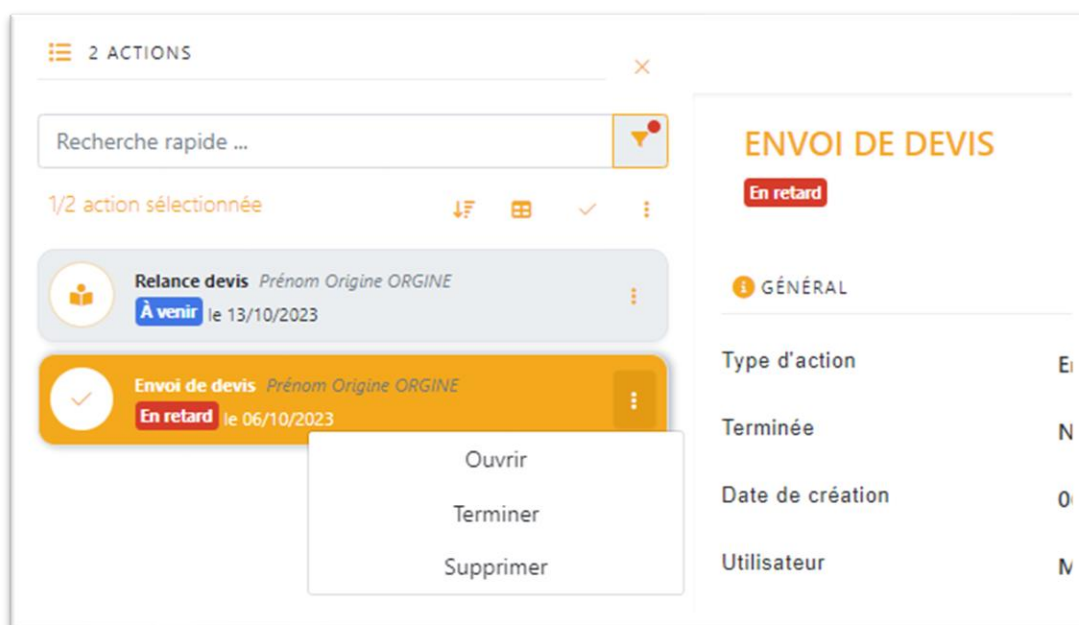 2 ACTIONS
Recherche rapide ...
1/2 action sélectionnée
Relance devis Prénom Origine ORGINE
À venir le 13/10/2023
Envoi de devis Prénom Origine ORGINE
En retard le 06/10/2023
Ouvrir
Terminer
Supprimer
ENVOI DE DEVIS
En retard
GÉNÉRAL
Type d'action
Terminée
Date de création
Utilisateur